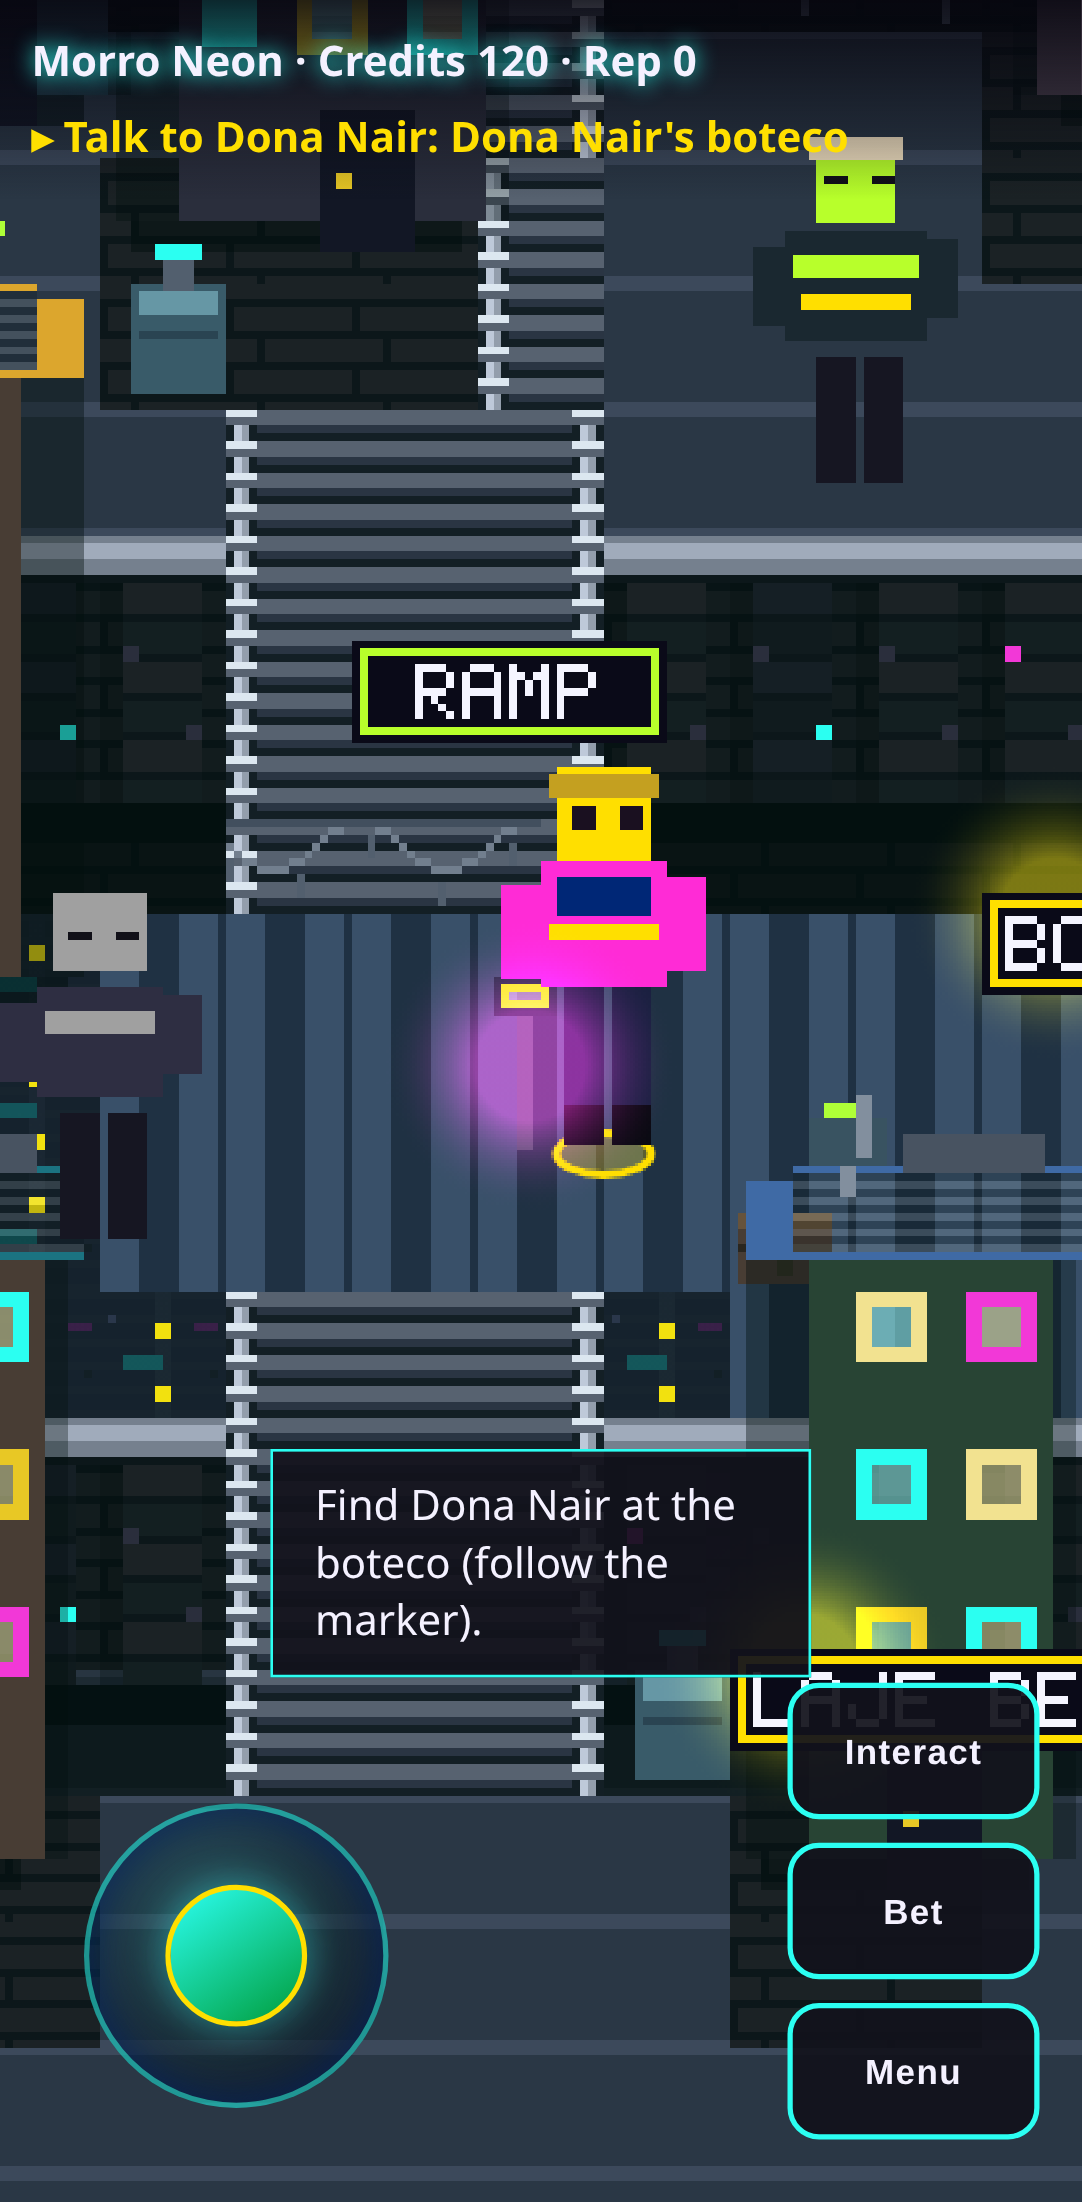 Morro Neon · Credits 120 · Rep 0
▸ Talk to Dona Nair: Dona Nair's boteco
RAMP
Find Dona Nair at the
boteco (follow the
marker).
LAJE
Interact
Bet
Menu